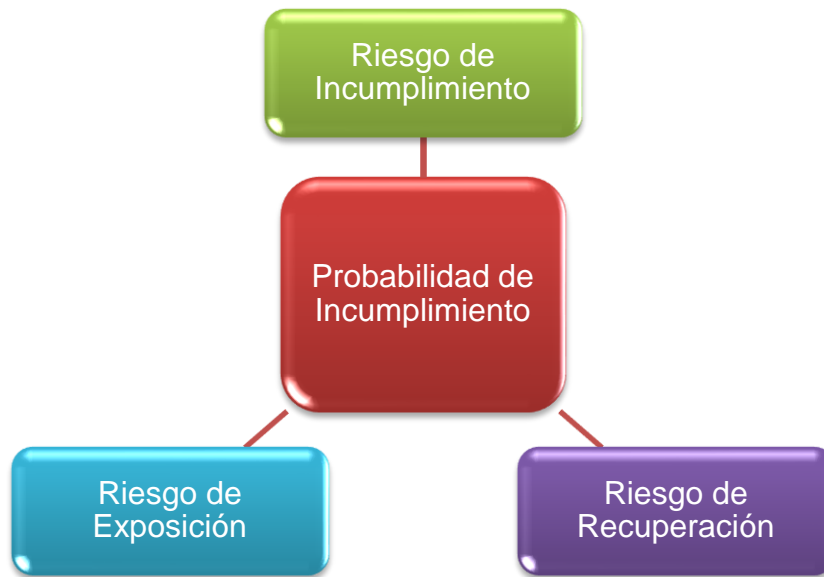 Riesgo de
Incumplimiento
Probabilidad de
Incumplimiento
Riesgo de
Exposición
Riesgo de
Recuperación